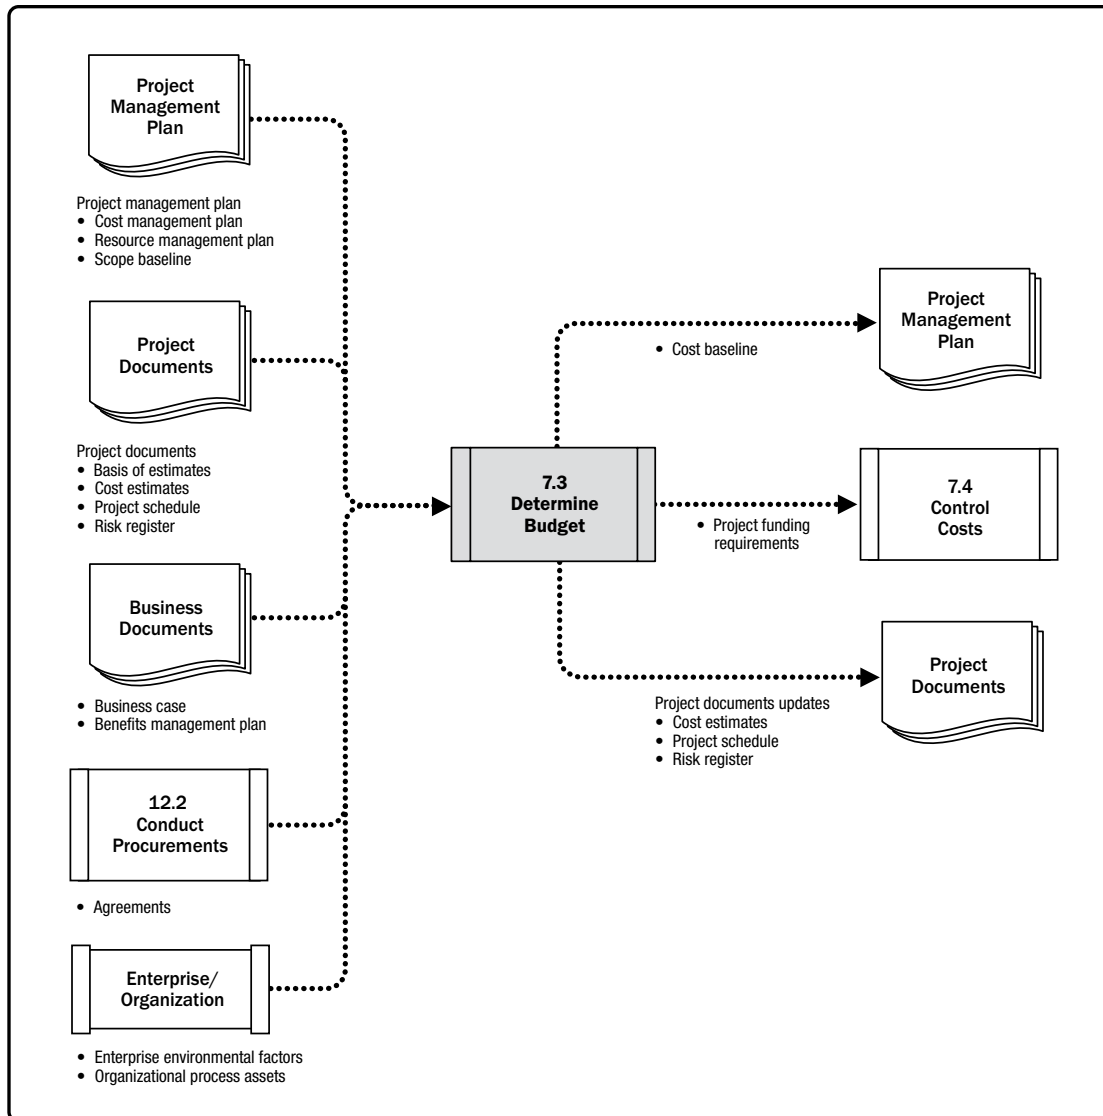 Project
Management
Plan
Project management plan
• Cost management plan
• Resource management plan
• Scope baseline
Project
Documents
Project documents
• Basis of estimates
• Cost estimates
• Project schedule
• Risk register
Business
Documents
• Business case
• Benefits management plan
12.2
Conduct
Procurements
• Agreements
Enterprise/
Organization
• Enterprise environmental factors
• Organizational process assets
7.3
Determine
Budget
• Cost baseline
Project
Management
Plan
• Project funding
requirements
7.4
Control
Costs
Project documents updates
• Cost estimates
• Project schedule
• Risk register
Project
Documents